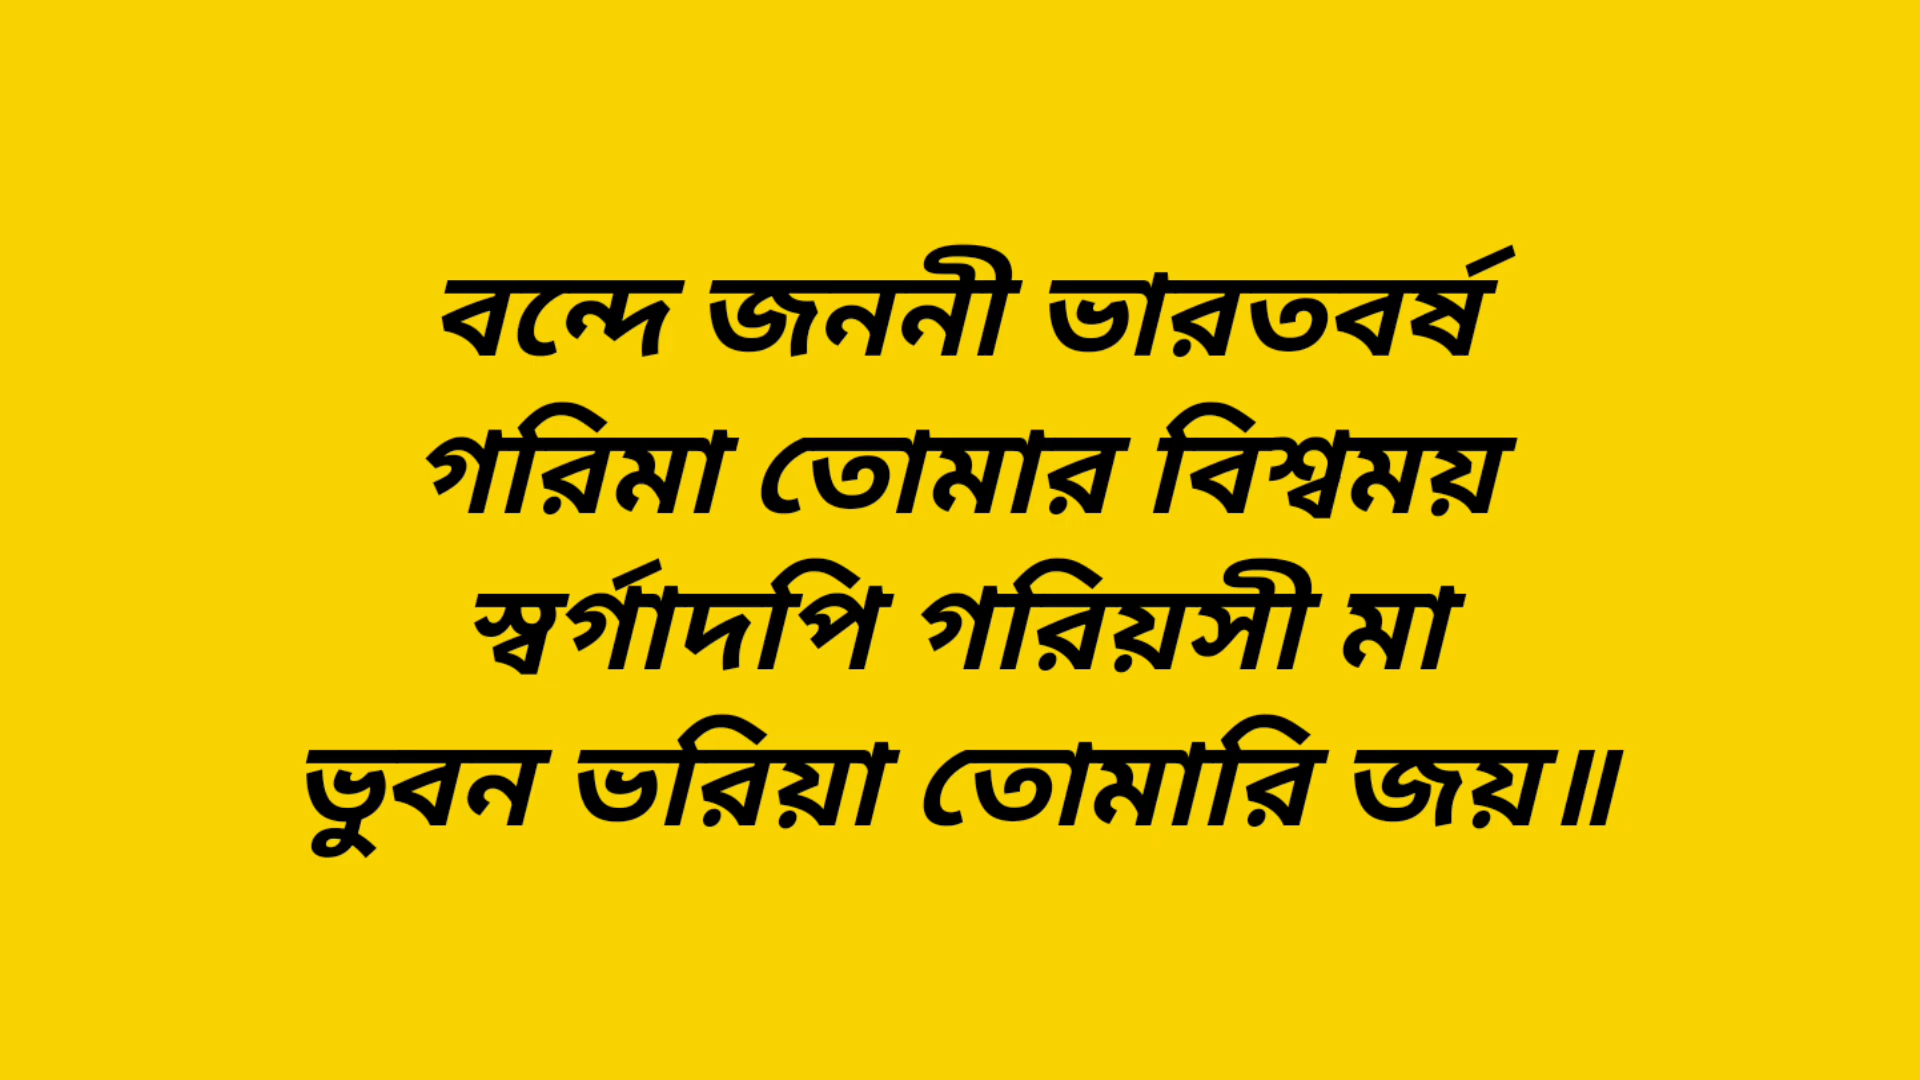 বন্দে জননী ভারতবর্ষ
গরিমা তোমার বিশ্বময়
স্বর্গাদপি গরিয়সী মা
ভুবন ভরিয়া তোমারি জয়॥